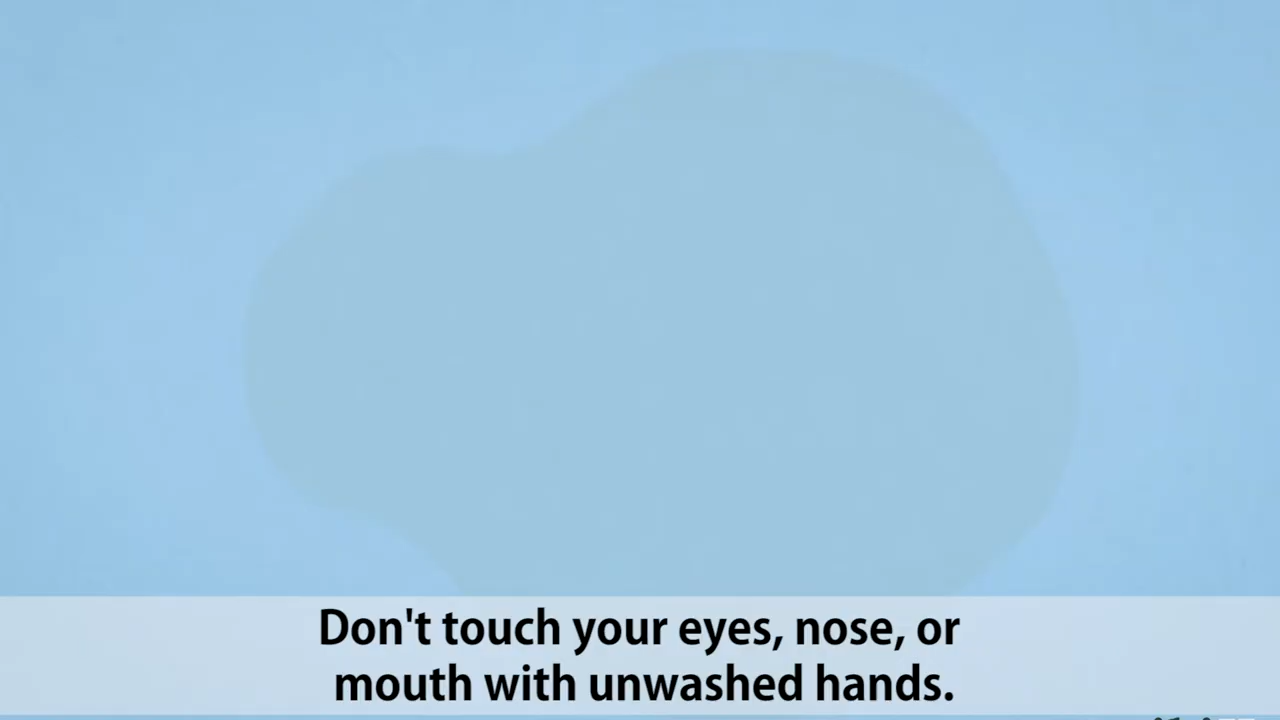 Don't touch your eyes, nose, or
mouth with unwashed hands.